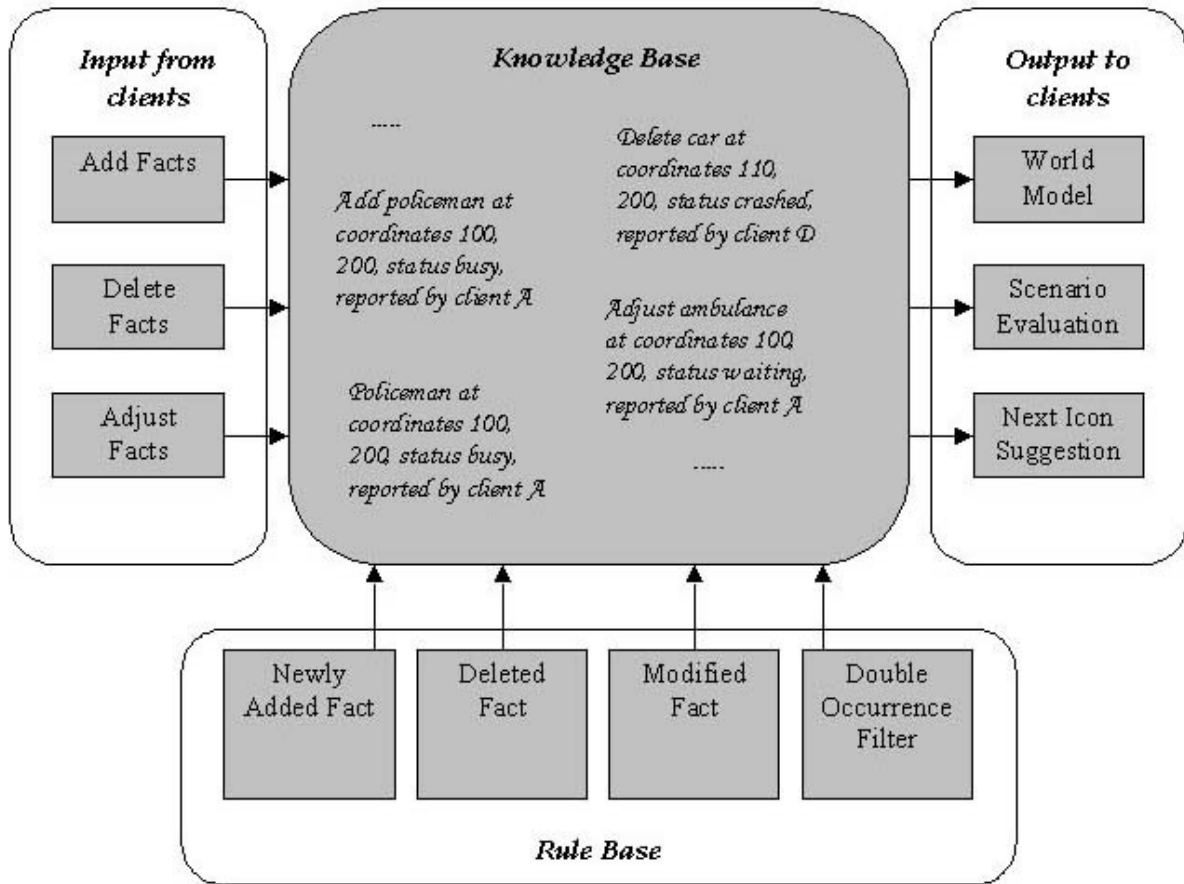 Input from
clients
Add Facts
Delete
Facts
Adjust
Facts
Knowledge Base
-----
Add policeman at
coordinates 100,
200, status busy,
reported by client A
Policeman at
coordinates 100,
200, status busy,
reported by client A
Delete car at
coordinates 110,
200, status crashed,
reported by client D
Adjust ambulance
at coordinates 100,
200, status waiting,
reported by client A
-----
Output to
clients
World
Model
Scenario
Evaluation
Next Icon
Suggestion
Newly
Added Fact
Deleted
Fact
Modified
Fact
Double
Occurrence
Filter
Rule Base